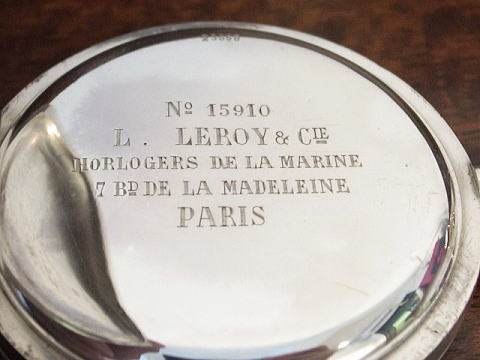 Nº 15910
L. LEROY & CIE
HORLOGERS DE LA MARINE
7 BD DE LA MADELEINE
PARIS